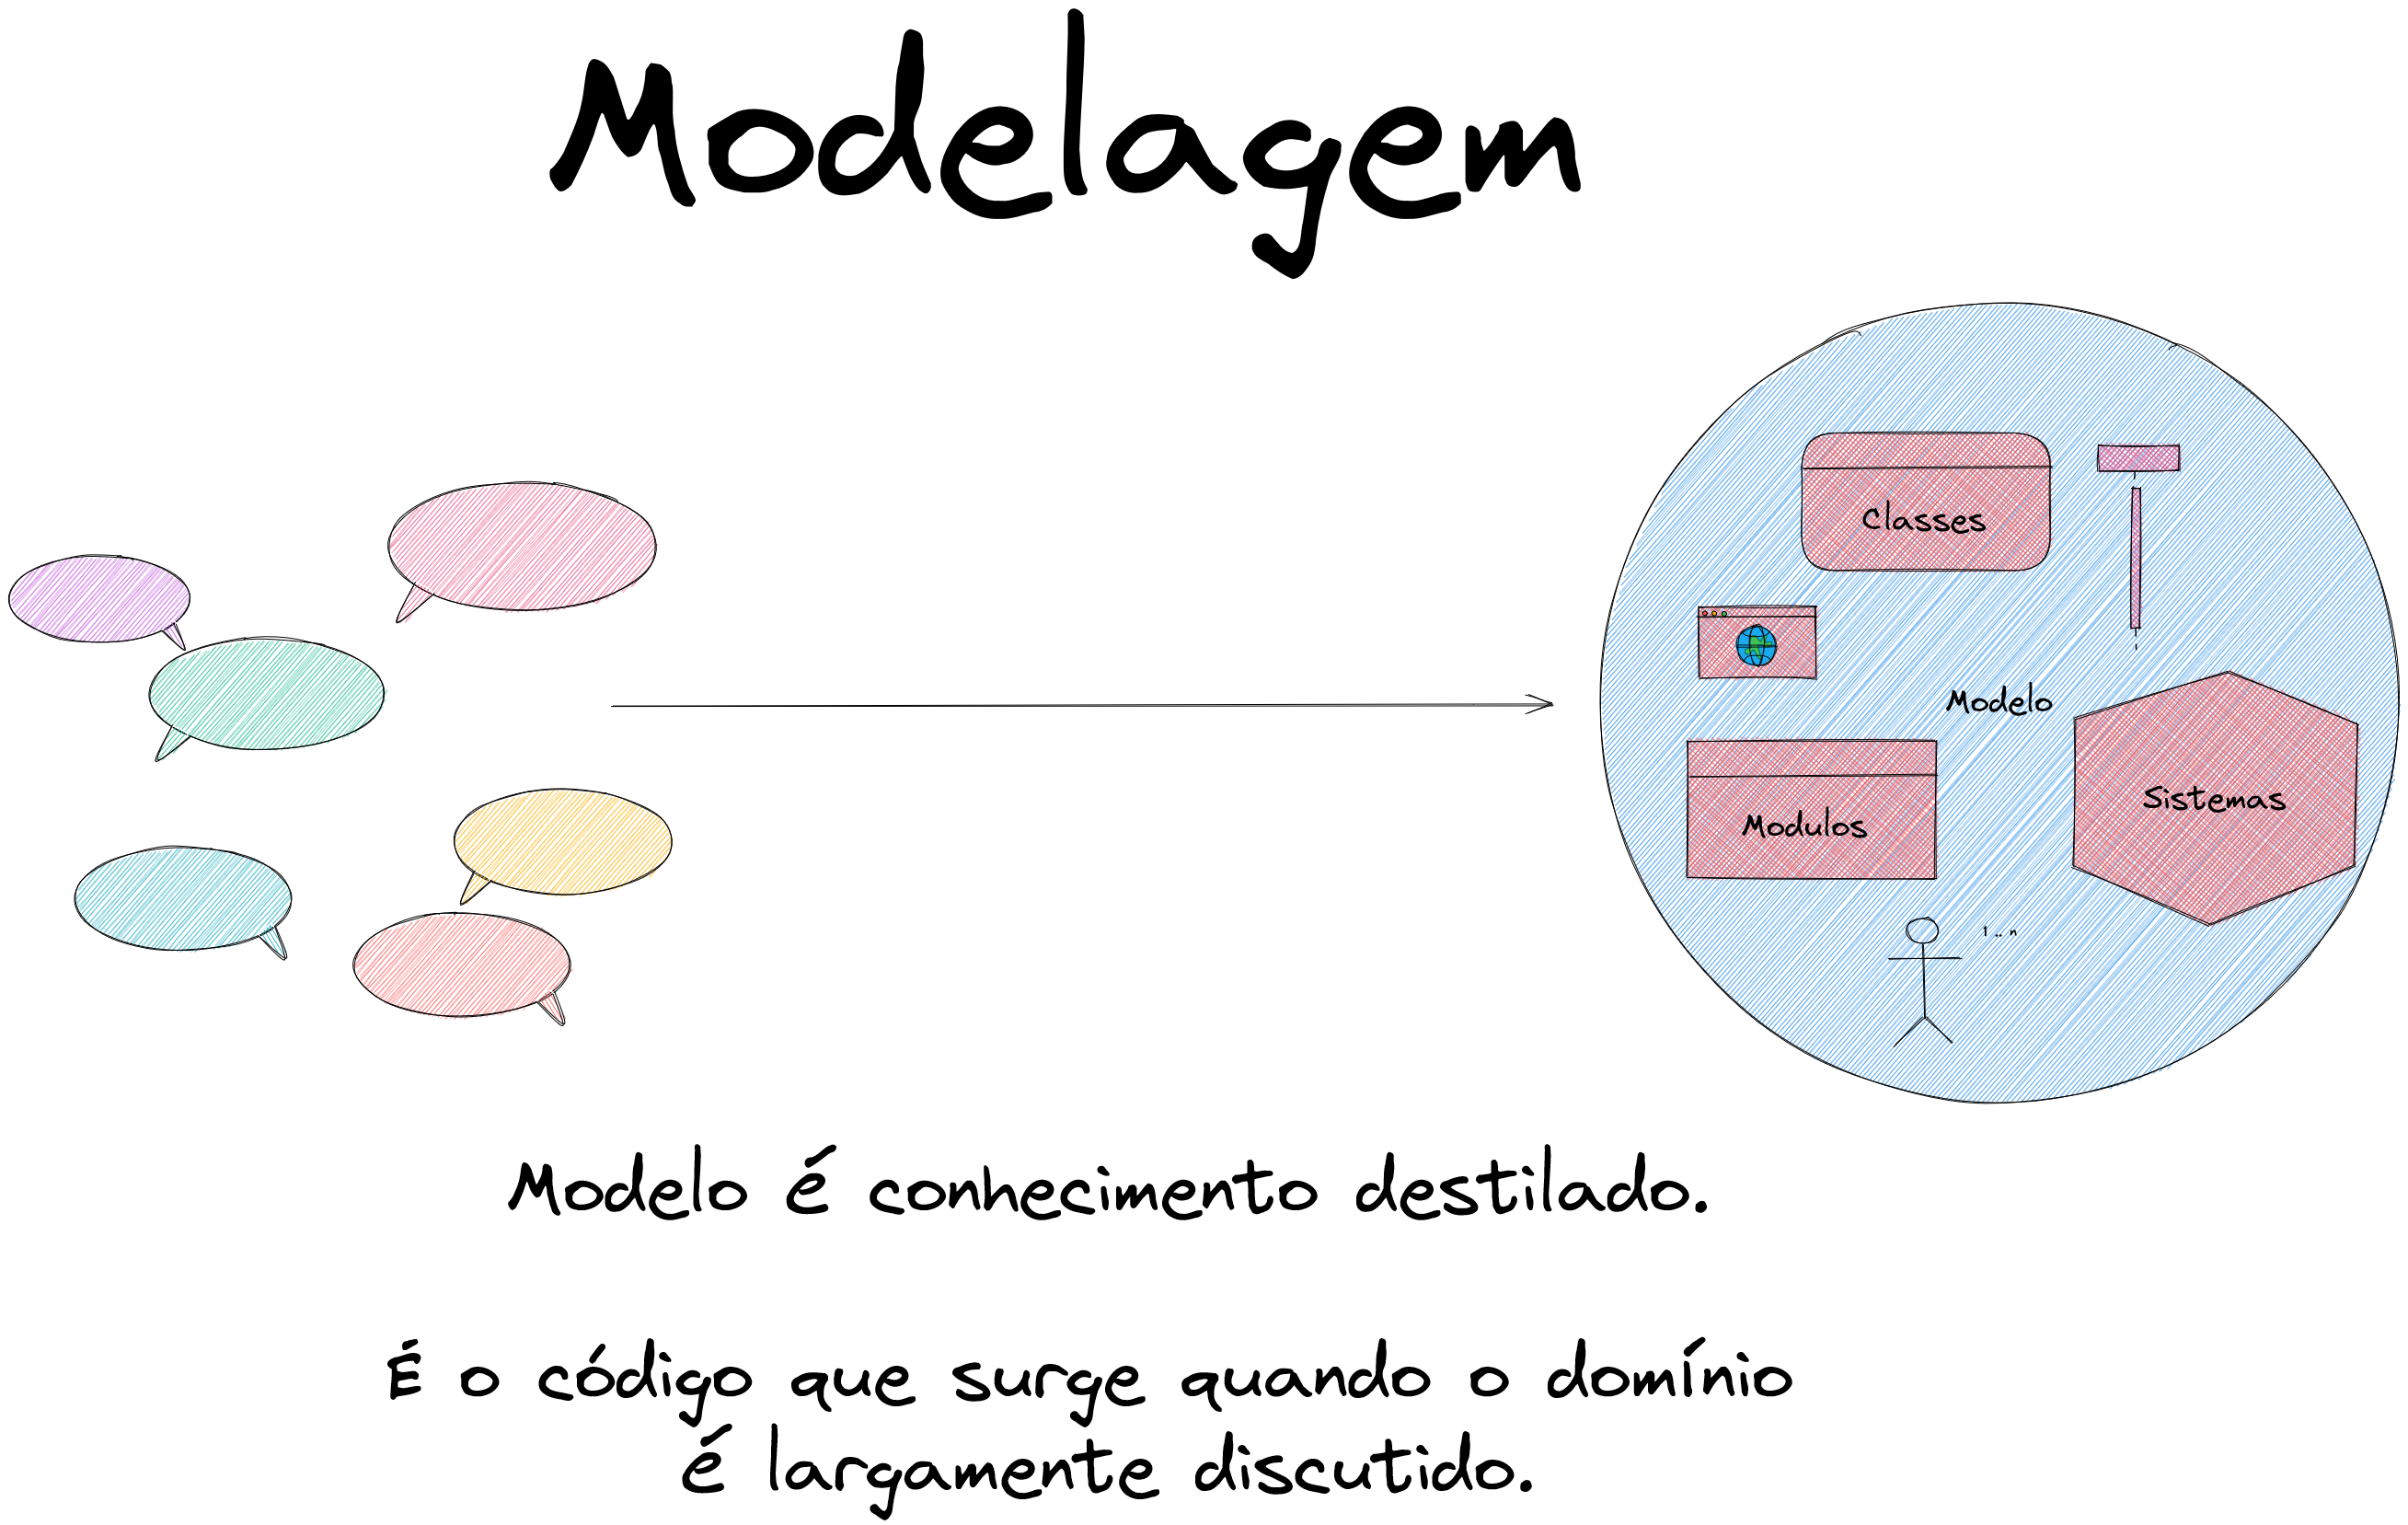 Modelagem
Classes
Modelo
Sistemas
Modulos
1 .. n
Modelo é conhecimento destilado.
É o código que surge quando o domínio
é largamente discutido.